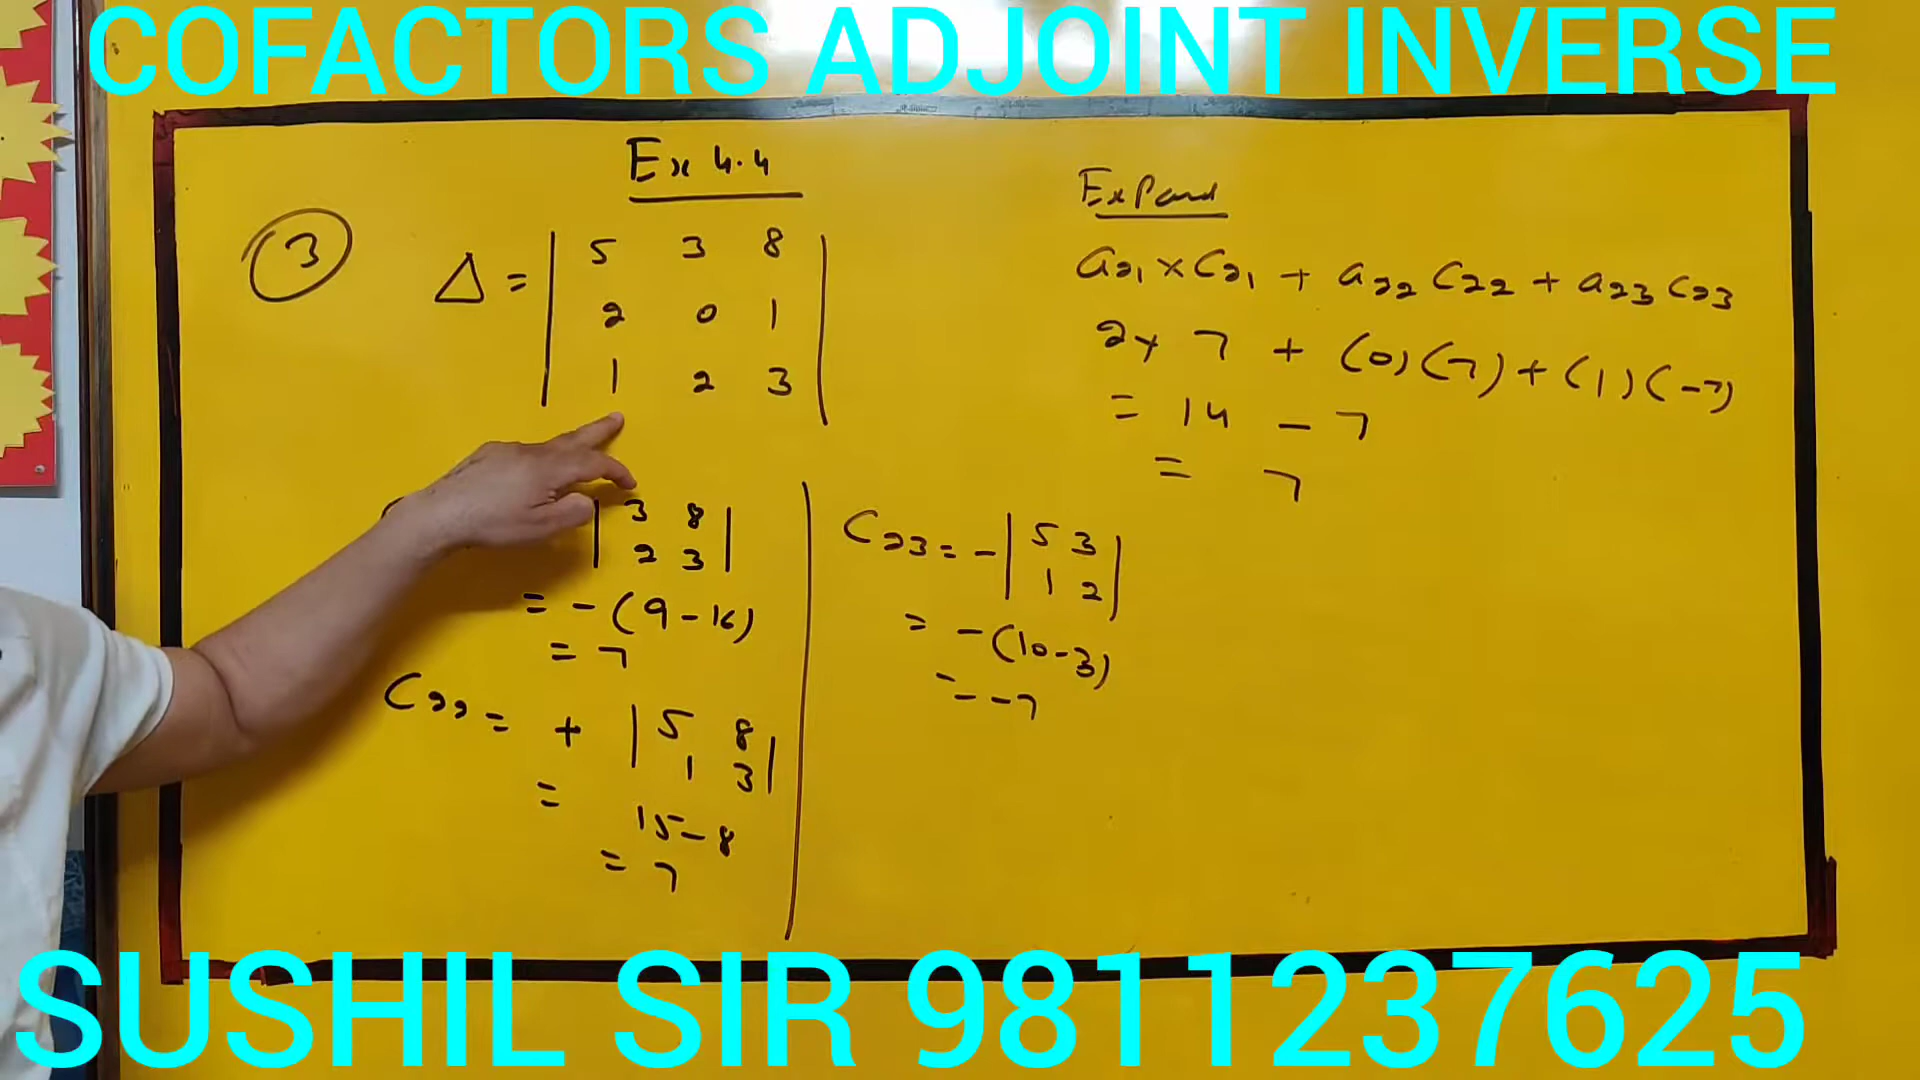 COFACTORS ADJOINT INVERSE
Ex 4.4
3
Δ = | 5 3 8 |
| 2 0 1 |
| 1 2 3 |
| 3 8 |
| 2 3 |
= -(9-16)
= 7
C22 = + | 5 8 |
| 1 3 |
= 15-8
= 7
C23 = - | 5 3 |
| 1 2 |
= -(10-3)
= -7
Expand
a21 × C21 + a22 C22 + a23 C23
2 × 7 + (0)(7) + (1)(-7)
= 14 - 7
= 7
SUSHIL SIR 9811237625